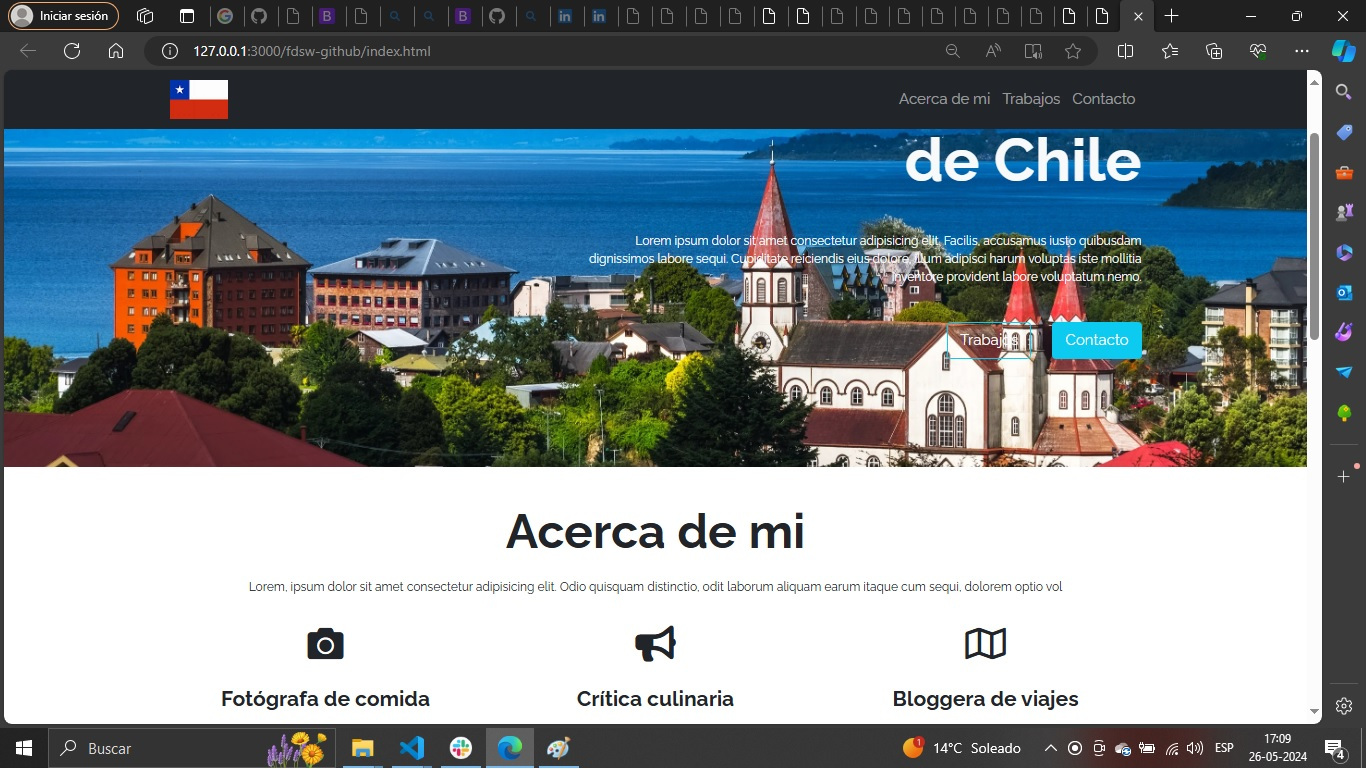 Iniciar sesión
127.0.0.1:3000/fdsw-github/index.html
Acerca de mi Trabajos Contacto
de Chile
Lorem ipsum dolor sit amet consectetur adipisicing elit. Facilis, accusamus iusto quibusdam
dignissimos labore sequi. Cupiditate reiciendis eius dolore, illum adipisci harum voluptas iste mollitia
inventore provident labore voluptatum nemo.
Trabajos Contacto
Acerca de mi
Lorem, ipsum dolor sit amet consectetur adipisicing elit. Odio quisquam distinctio, odit laborum aliquam earum itaque cum sequi, dolorem optio vol
Fotógrafa de comida
Crítica culinaria
Bloggera de viajes
Buscar
1
14°C Soleado
ESP
17:09
26-05-2024
4